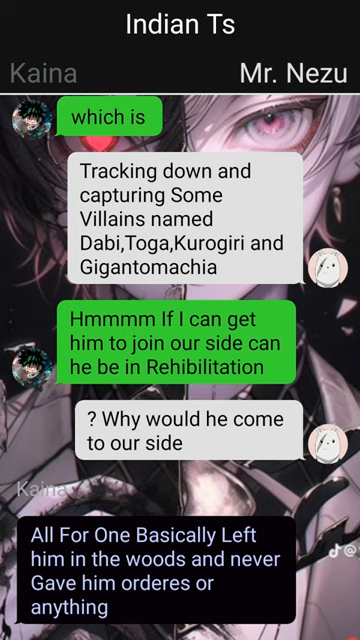 Indian Ts
Kaina
Mr. Nezu
which is
Tracking down and
capturing Some
Villains named
Dabi,Toga,Kurogiri and
Gigantomachia
Hmmmm If I can get
him to join our side can
he be in Rehibilitation
? Why would he come
to our side
Kaina
All For One Basically Left
him in the woods and never
Gave him orderes or
anything
@